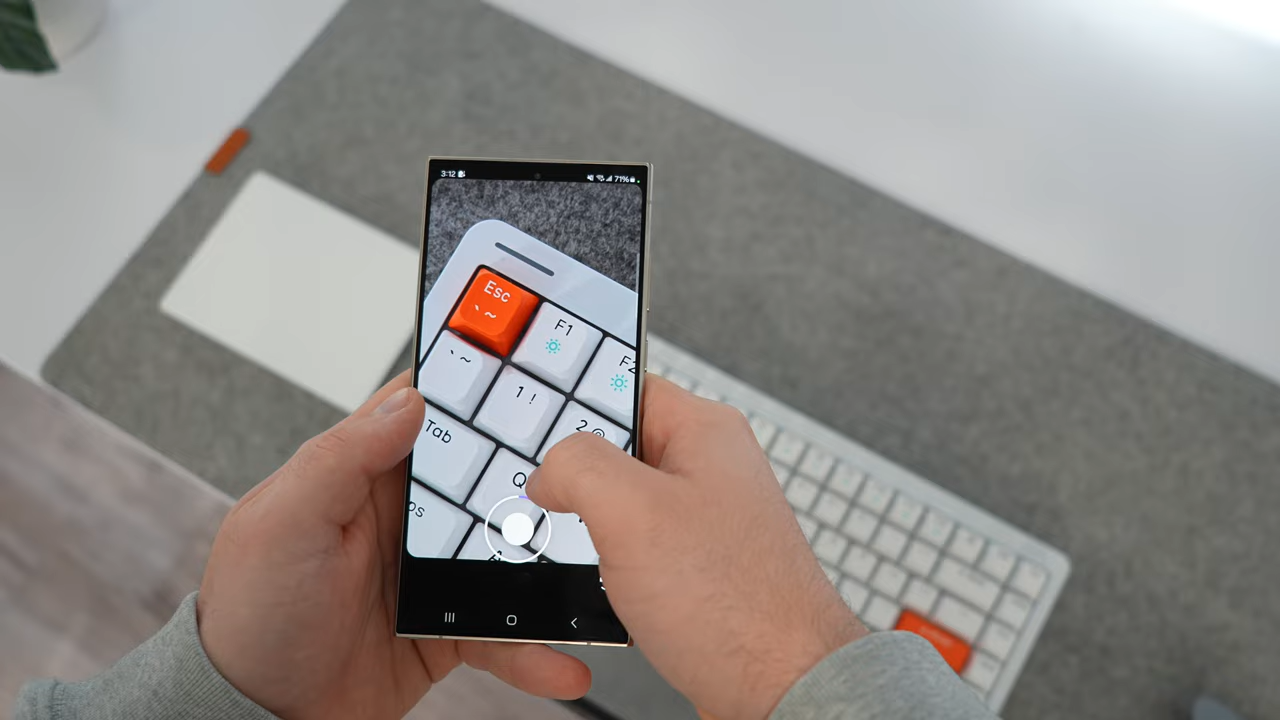 3:12
71%
Esc
` ~
F1
F2
` ~
1 !
2 @
Tab
Q